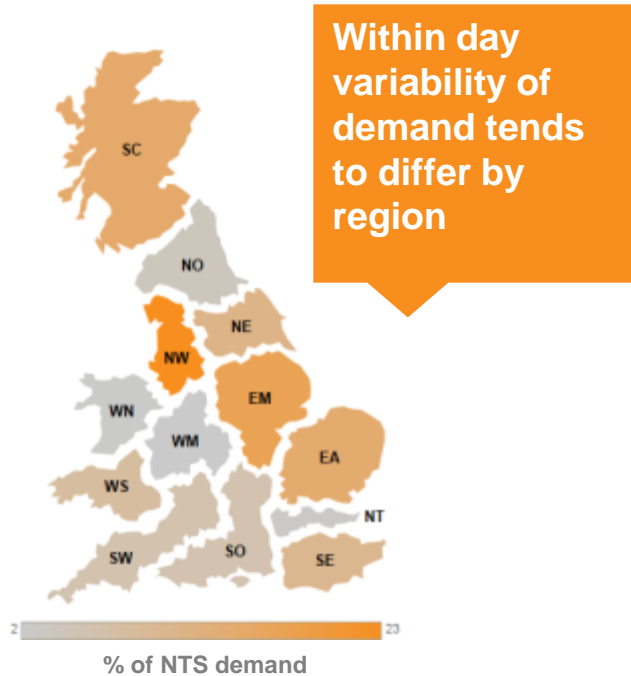 Within day
variability of
demand tends
to differ by
region
SC
NO
NE
NW
EM
WN
WM
EA
WS
NT
SW
SO
SE
2
23
% of NTS demand